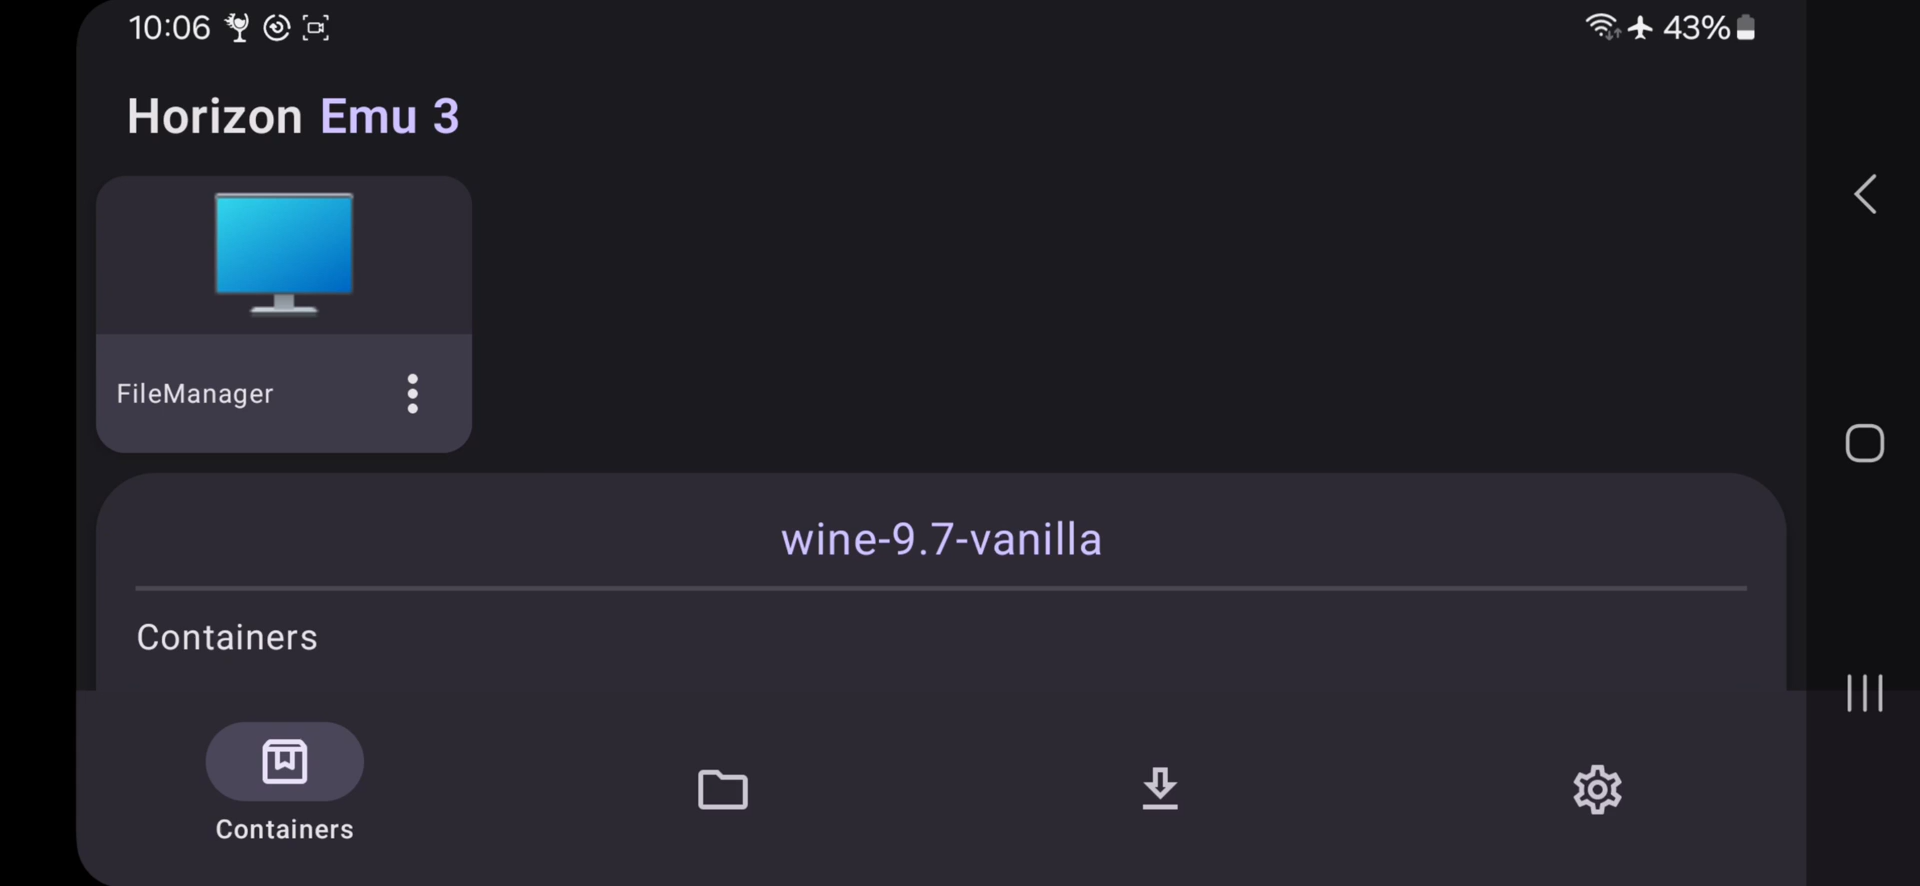 10:06 43%
Horizon Emu 3
FileManager
wine-9.7-vanilla
Containers
Containers